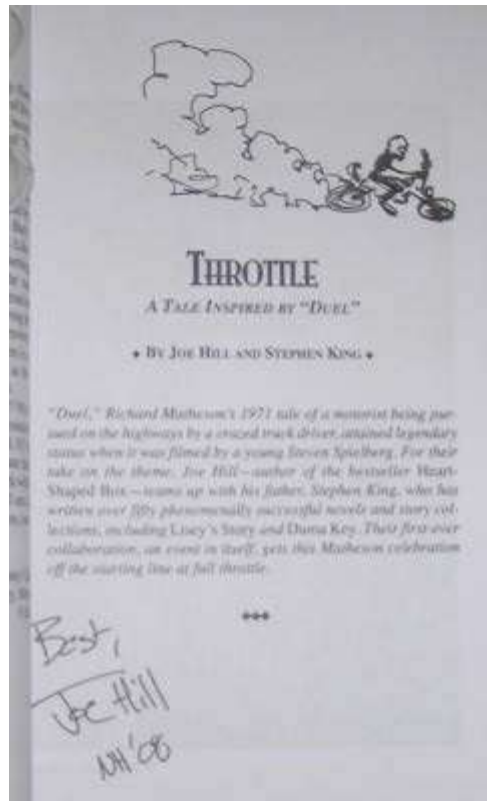 THROTTLE
A TALE INSPIRED BY "DUEL"
BY JOE HILL AND STEPHEN KING
"Duel," Richard Matheson's 1971 tale of a motorist being pur-
sued on the highways by a crazed truck driver, attained legendary
status when it was filmed by a young Steven Spielberg. For their
take on the theme, Joe Hill—author of the bestseller Heart-
Shaped Box—teams up with his father, Stephen King, who has
written over fifty phenomenally successful novels and story col-
lections, including Lisey's Story and Duma Key. Their first-ever
collaboration, an event in itself, gets this Matheson celebration
off the starting line at full throttle.
Best,
Joe Hill
NH '08